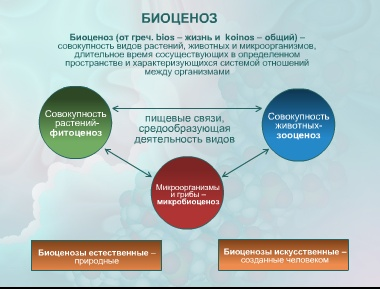 БИОЦЕНОЗ
Биоценоз (от греч. bios – жизнь и koinos – общий) –
совокупность видов растений, животных и микроорганизмов,
длительное время сосуществующих в определенном
пространстве и характеризующихся системой отношений
между организмами
Совокупность
растений-
фитоценоз
пищевые связи,
средообразующая
деятельность видов
Совокупность
животных-
зооценоз
Микроорганизмы
и грибы –
микробиоценоз
Биоценозы естественные –
природные
Биоценозы искусственные –
созданные человеком